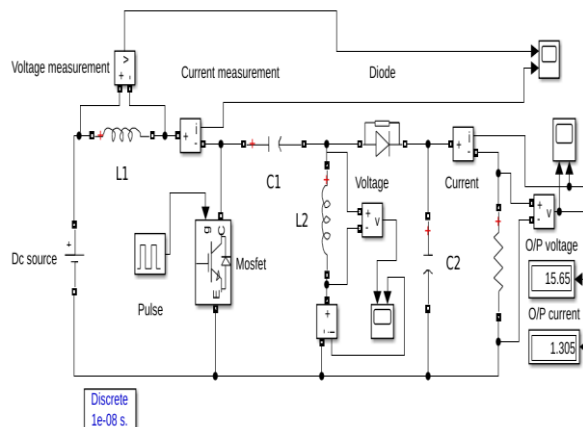 Voltage measurement
v
+ -
Current measurement
Diode
+ i -
+ i -
L1
C1
L2
Voltage
+ v -
Current
+ v -
Dc source
+
Pulse
g C
E
Mosfet
C2
O/P voltage
15.65
O/P current
1.305
+ i -
Discrete
1e-08 s.